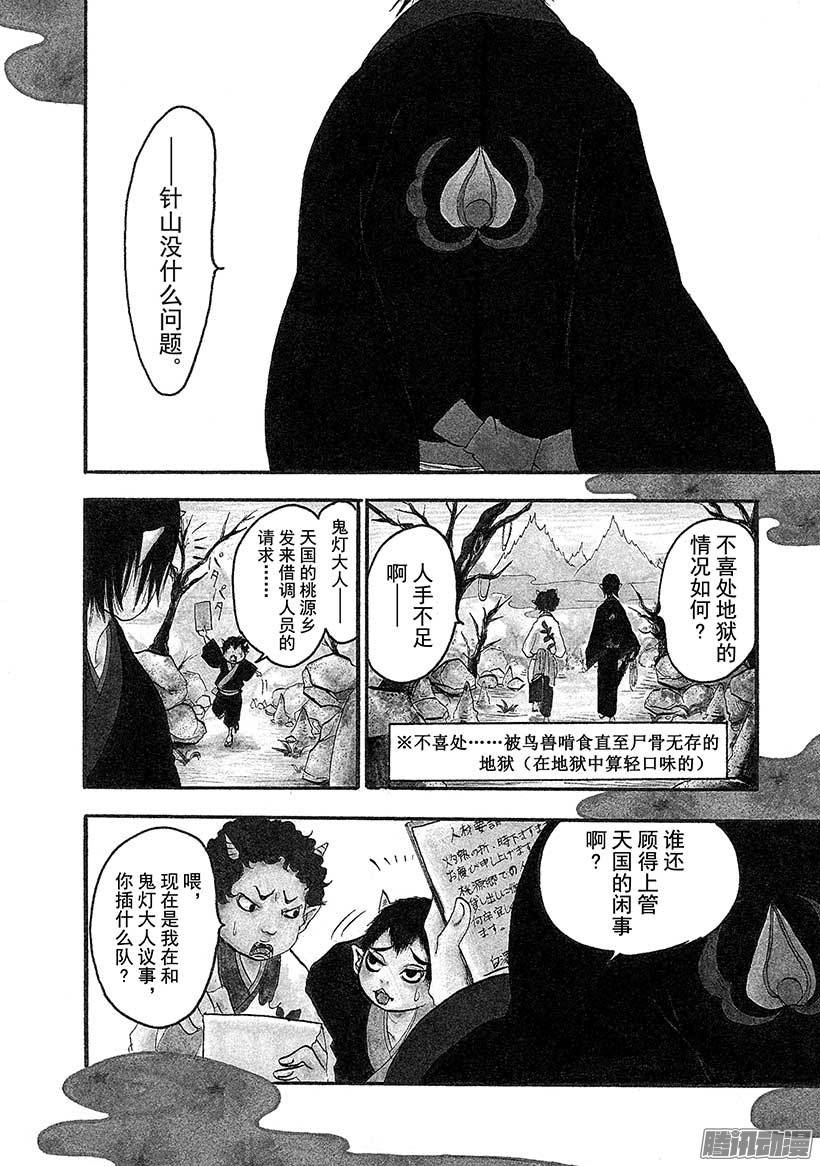 ——针山没什么问题。
不喜处地狱的
情况如何？
人手不足
啊——
※不喜处……被鸟兽啃食直至尸骨无存的
地狱（在地狱中算轻口味的）
鬼灯大人——
天国的桃源乡
发来借调人员的
请求……
パタパタ
谁还
顾得上管
天国的闲事
啊？
喂，
现在是我在和
鬼灯大人议事，
你插什么队？
腾讯动漫